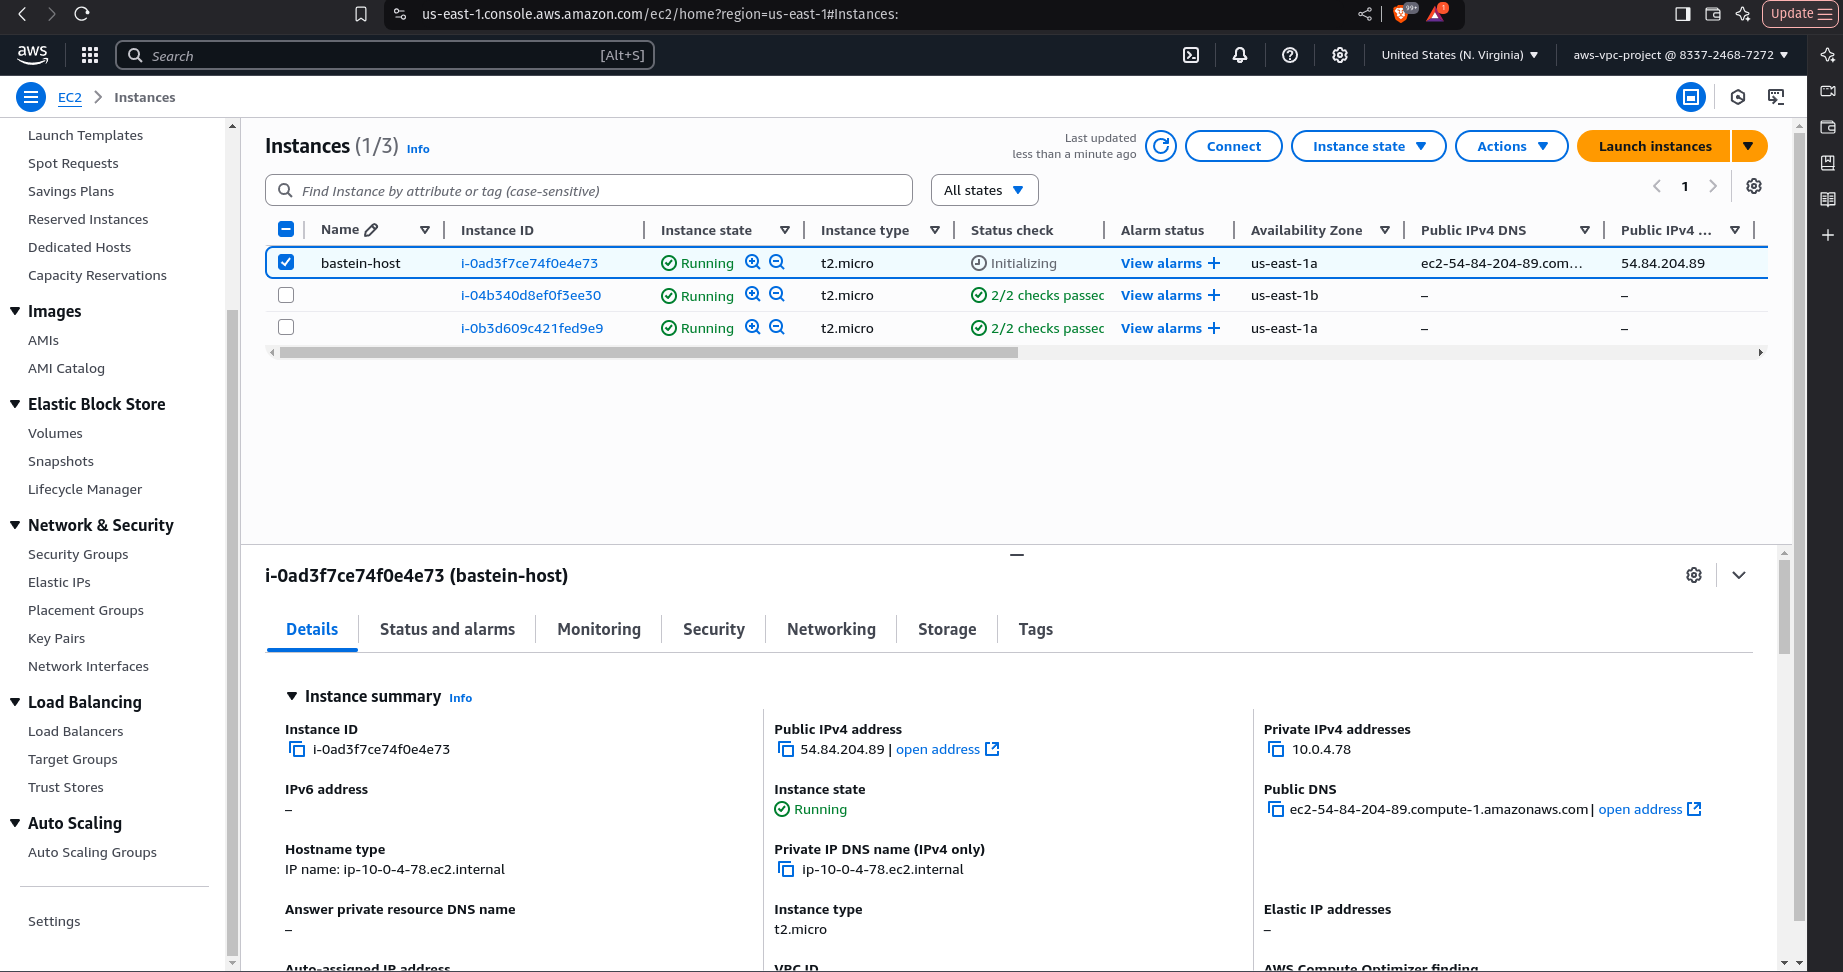 us-east-1.console.aws.amazon.com/ec2/home?region=us-east-1#Instances:
99+
1
Update
aws
Search
[Alt+S]
United States (N. Virginia)
aws-vpc-project @ 8337-2468-7272
EC2
Instances
Launch Templates
Spot Requests
Savings Plans
Reserved Instances
Dedicated Hosts
Capacity Reservations
Images
AMIs
AMI Catalog
Elastic Block Store
Volumes
Snapshots
Lifecycle Manager
Network & Security
Security Groups
Elastic IPs
Placement Groups
Key Pairs
Network Interfaces
Load Balancing
Load Balancers
Target Groups
Trust Stores
Auto Scaling
Auto Scaling Groups
Settings
Instances (1/3) Info
Last updated
less than a minute ago
Connect
Instance state
Actions
Launch instances
Find Instance by attribute or tag (case-sensitive)
All states
1
Name Instance ID Instance state Instance type Status check Alarm status Availability Zone Public IPv4 DNS Public IPv4 ...
bastein-host i-0ad3f7ce74f0e4e73 Running t2.micro Initializing View alarms + us-east-1a ec2-54-84-204-89.com... 54.84.204.89
i-04b340d8ef0f3ee30 Running t2.micro 2/2 checks passec View alarms + us-east-1b – –
i-0b3d609c421fed9e9 Running t2.micro 2/2 checks passec View alarms + us-east-1a – –
i-0ad3f7ce74f0e4e73 (bastein-host)
Details
Status and alarms
Monitoring
Security
Networking
Storage
Tags
Instance summary Info
Instance ID
i-0ad3f7ce74f0e4e73
Public IPv4 address
54.84.204.89 | open address
Private IPv4 addresses
10.0.4.78
IPv6 address
–
Instance state
Running
Public DNS
ec2-54-84-204-89.compute-1.amazonaws.com | open address
Hostname type
IP name: ip-10-0-4-78.ec2.internal
Private IP DNS name (IPv4 only)
ip-10-0-4-78.ec2.internal
Answer private resource DNS name
–
Instance type
t2.micro
Elastic IP addresses
–
Auto-assigned IP address
VPC ID
AWS Compute Optimizer finding